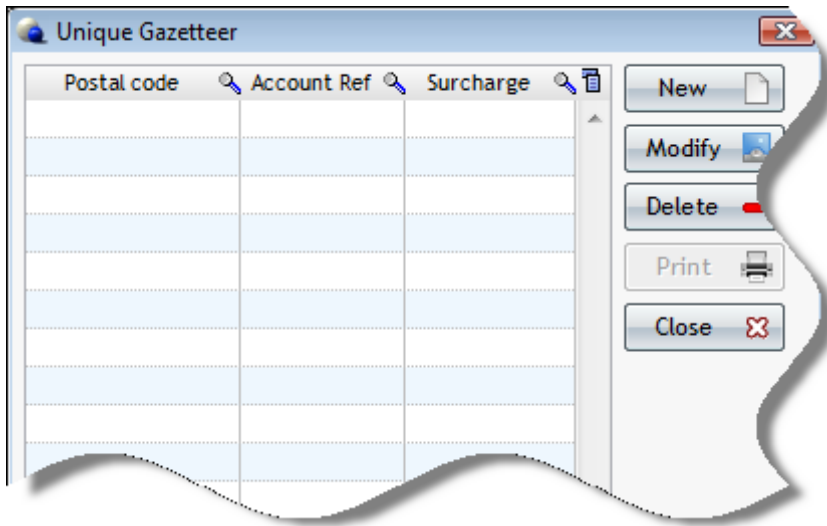 Unique Gazetteer
Postal code Account Ref Surcharge
New
Modify
Delete
Print
Close